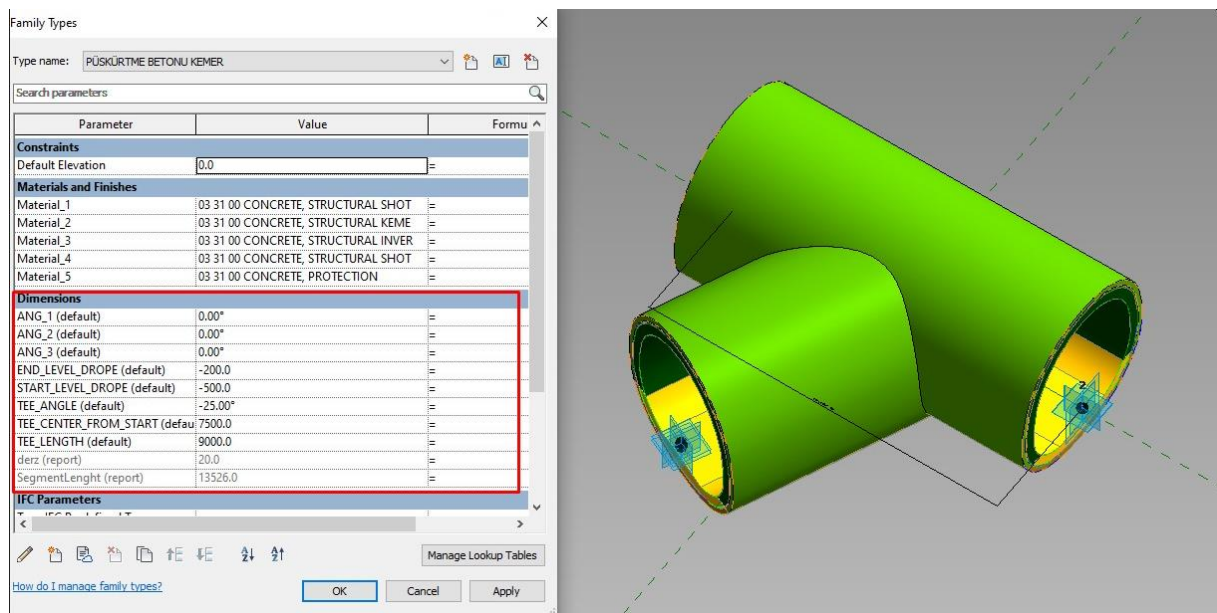 Family Types
Type name: PÜSKÜRTME BETONU KEMER
Search parameters
Parameter Value Formu
Constraints
Default Elevation 0.0 =
Materials and Finishes
Material_1 03 31 00 CONCRETE, STRUCTURAL SHOT =
Material_2 03 31 00 CONCRETE, STRUCTURAL KEME =
Material_3 03 31 00 CONCRETE, STRUCTURAL INVER =
Material_4 03 31 00 CONCRETE, STRUCTURAL SHOT =
Material_5 03 31 00 CONCRETE, PROTECTION =
Dimensions
ANG_1 (default) 0.00° =
ANG_2 (default) 0.00° =
ANG_3 (default) 0.00° =
END_LEVEL_DROPE (default) -200.0 =
START_LEVEL_DROPE (default) -500.0 =
TEE_ANGLE (default) -25.00° =
TEE_CENTER_FROM_START (defau 7500.0 =
TEE_LENGTH (default) 9000.0 =
derz (report) 20.0 =
SegmentLenght (report) 13526.0 =
IFC Parameters
Manage Lookup Tables
How do I manage family types?
OK Cancel Apply
2